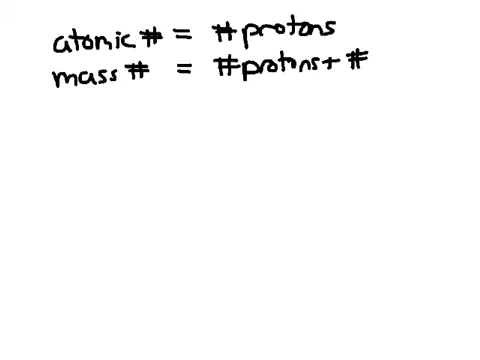 atomic # = # protons
mass # = # protons + #